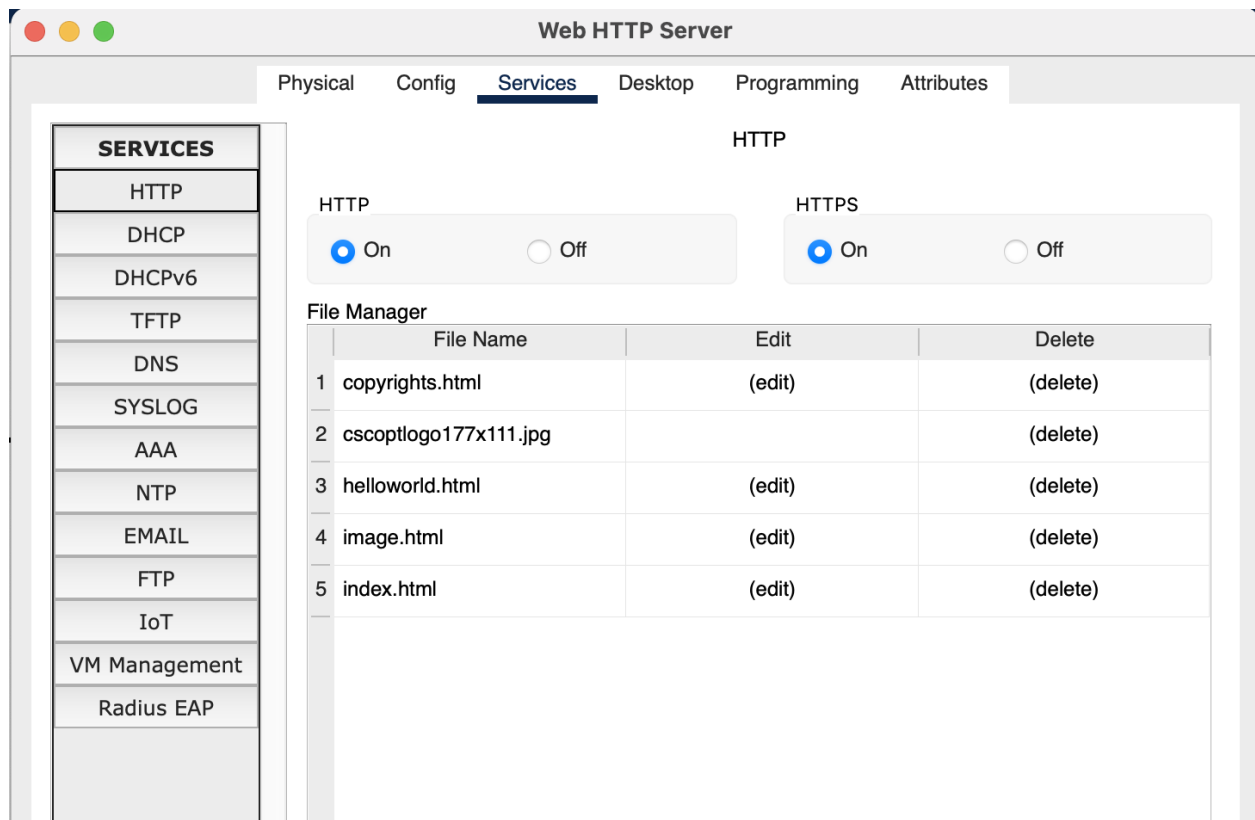 Web HTTP Server
Physical Config Services Desktop Programming Attributes
SERVICES
HTTP
DHCP
DHCPv6
TFTP
DNS
SYSLOG
AAA
NTP
EMAIL
FTP
IoT
VM Management
Radius EAP
HTTP
HTTP HTTPS
On Off On Off
File Manager
File Name Edit Delete
1 copyrights.html (edit) (delete)
2 cscoptlogo177x111.jpg (delete)
3 helloworld.html (edit) (delete)
4 image.html (edit) (delete)
5 index.html (edit) (delete)